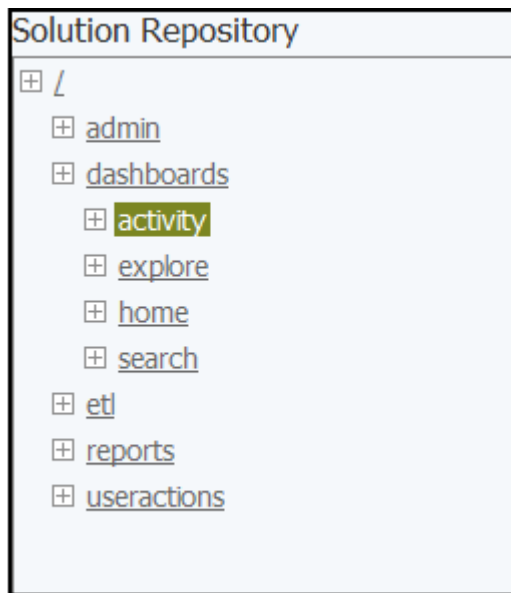 Solution Repository
/
admin
dashboards
activity
explore
home
search
etl
reports
useractions